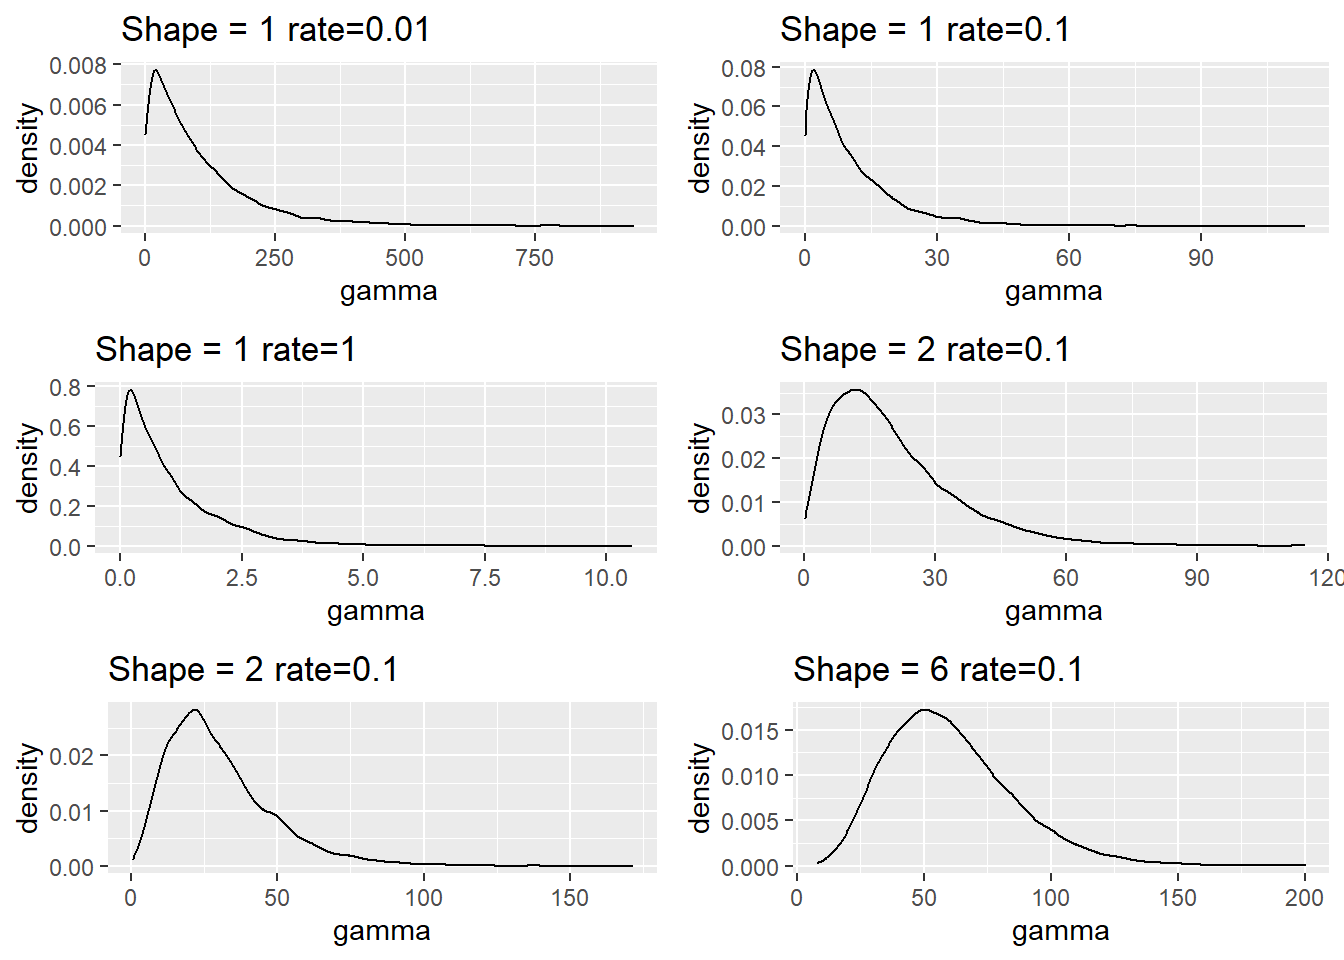 Shape = 1 rate=0.01
density
0.008
0.006
0.004
0.002
0.000
0 250 500 750
gamma
Shape = 1 rate=0.1
density
0.08
0.06
0.04
0.02
0.00
0 30 60 90
gamma
Shape = 1 rate=1
density
0.8
0.6
0.4
0.2
0.0
0.0 2.5 5.0 7.5 10.0
gamma
Shape = 2 rate=0.1
density
0.03
0.02
0.01
0.00
0 30 60 90 120
gamma
Shape = 2 rate=0.1
density
0.02
0.01
0.00
0 50 100 150
gamma
Shape = 6 rate=0.1
density
0.015
0.010
0.005
0.000
0 50 100 150 200
gamma